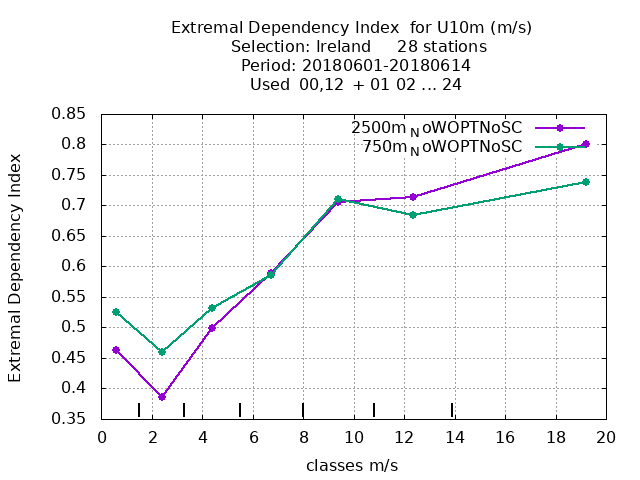 Extremal Dependency Index  for U10m (m/s)
Selection: Ireland     28 stations
Period: 20180601-20180614
Used  00,12  + 01 02 ... 24
2500m_NoWOPTNoSC
750m_NoWOPTNoSC
Extremal Dependency Index
0.85
0.8
0.75
0.7
0.65
0.6
0.55
0.5
0.45
0.4
0.35
0 2 4 6 8 10 12 14 16 18 20
classes m/s